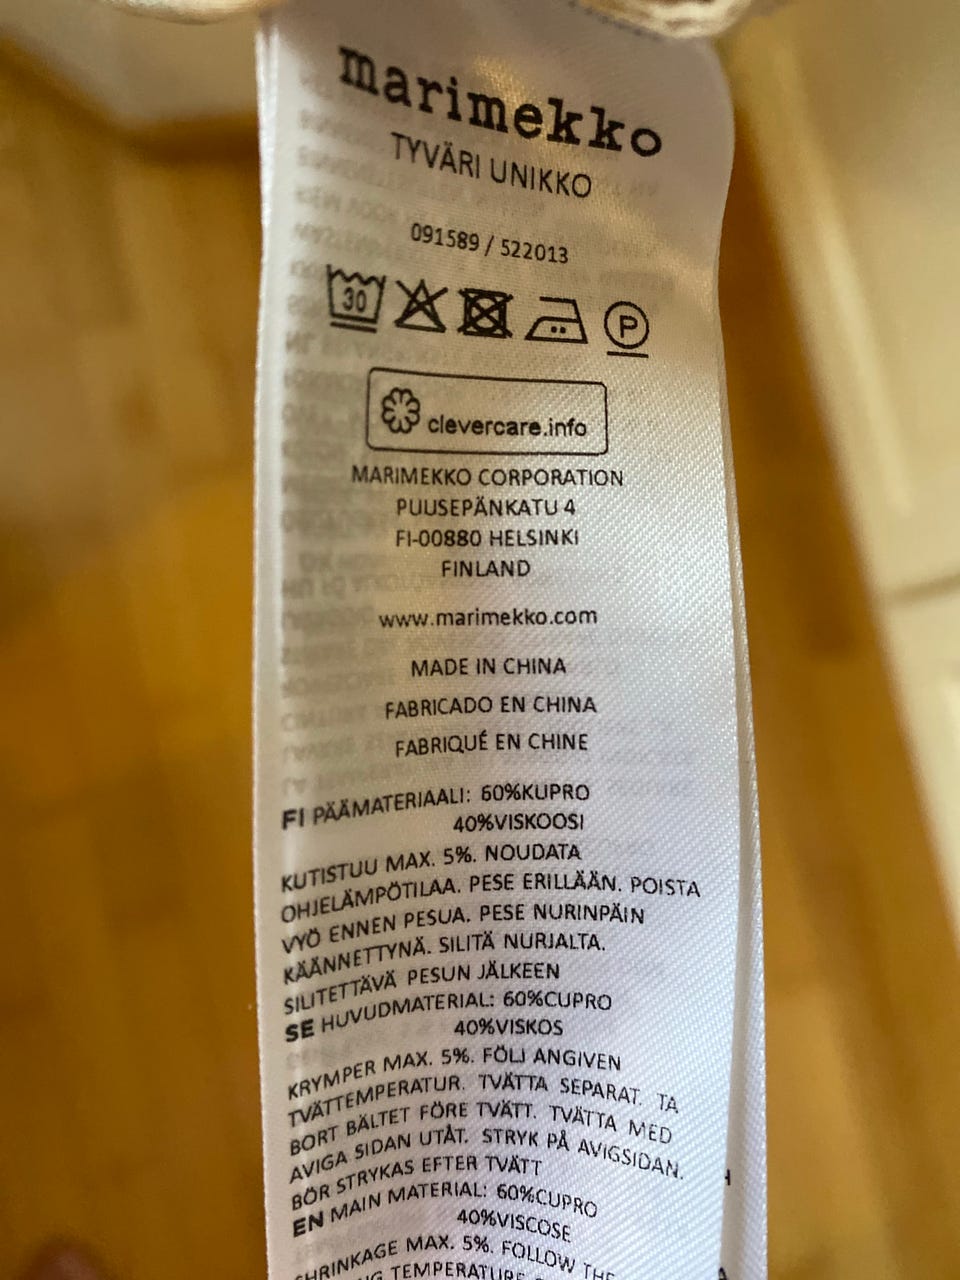 marimekko
TYVÄRI UNIKKO
091589 / 522013
30
P
clevercare.info
MARIMEKKO CORPORATION
PUUSEPÄNKATU 4
FI-00880 HELSINKI
FINLAND
www.marimekko.com
MADE IN CHINA
FABRICADO EN CHINA
FABRIQUÉ EN CHINE
FI PÄÄMATERIAALI: 60%KUPRO
40%VISKOOSI
KUTISTUU MAX. 5%. NOUDATA
OHJELÄMPÖTILAA. PESE ERILLÄÄN. POISTA
VYÖ ENNEN PESUA. PESE NURINPÄIN
KÄÄNNETTYNÄ. SILITÄ NURJALTA.
SILITETTÄVÄ PESUN JÄLKEEN
SE HUVUDMATERIAL: 60%CUPRO
40%VISKOS
KRYMPER MAX. 5%. FÖLJ ANGIVEN
TVÄTTEMPERATUR. TVÄTTA SEPARAT. TA
BORT BÄLTET FÖRE TVÄTT. TVÄTTA MED
AVIGA SIDAN UTÅT. STRYK PÅ AVIGSIDAN.
BÖR STRYKAS EFTER TVÄTT
EN MAIN MATERIAL: 60%CUPRO
40%VISCOSE
SHRINKAGE MAX. 5%. FOLLOW THE
TEMPERATURE